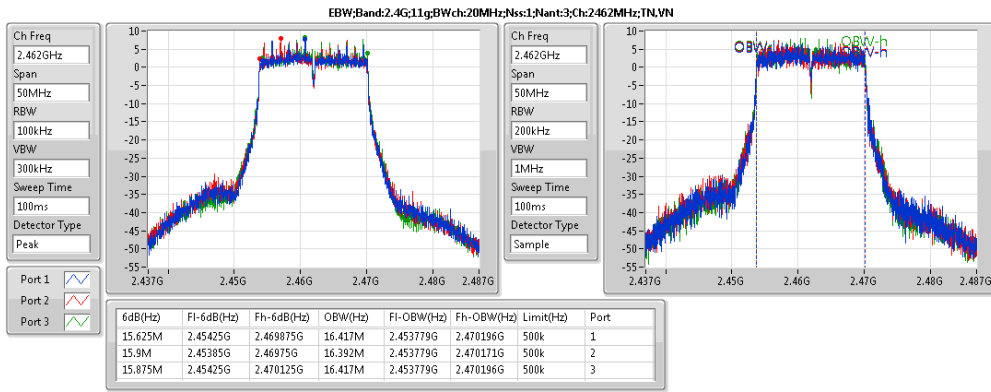 EBW;Band:2.4G;11g;BWch:20MHz;Nss:1;Nant:3;Ch:2462MHz;TN,VN
Ch Freq
2.462GHz
Span
50MHz
RBW
100kHz
VBW
300kHz
Sweep Time
100ms
Detector Type
Peak
10
5
0
-5
-10
-15
-20
-25
-30
-35
-40
-45
-50
-55
2.437G
2.45G
2.46G
2.47G
2.487G
Ch Freq
2.462GHz
Span
50MHz
RBW
200kHz
VBW
1MHz
Sweep Time
100ms
Detector Type
Sample
10
5
0
-5
-10
-15
-20
-25
-30
-35
-40
-45
-50
-55
OBW-h
OBW-h
2.437G
2.45G
2.46G
2.47G
2.487G
Port 1
Port 2
Port 3
6dB(Hz) Fl-6dB(Hz) Fh-6dB(Hz) OBW(Hz) Fl-OBW(Hz) Fh-OBW(Hz) Limit(Hz) Port
15.625M 2.45425G 2.469875G 16.417M 2.453779G 2.470196G 500k 1
15.9M 2.45385G 2.46975G 16.392M 2.453779G 2.470171G 500k 2
15.875M 2.45425G 2.470125G 16.417M 2.453779G 2.470196G 500k 3